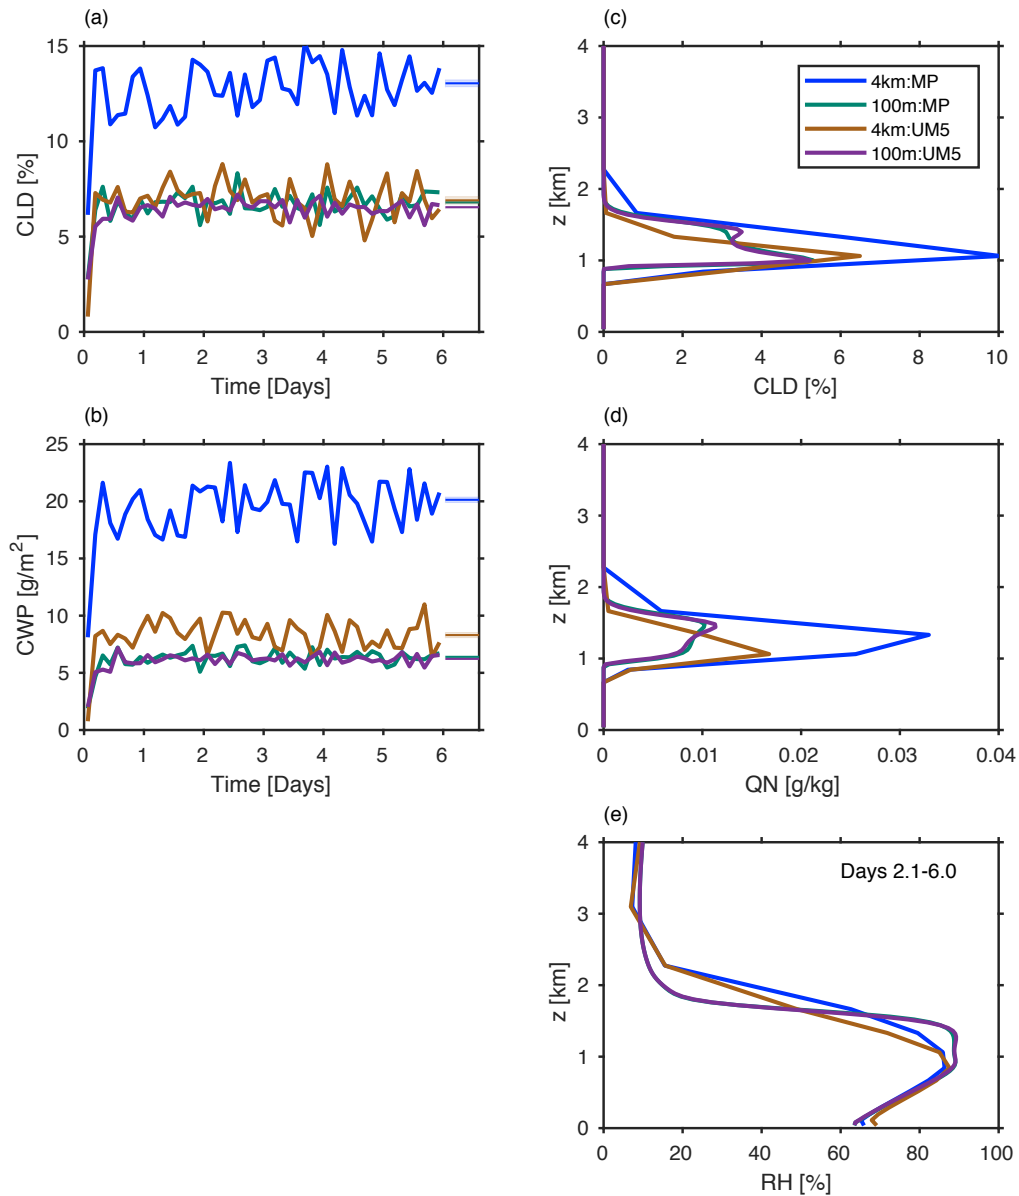 (a)
15
10
5
0
CLD [%]
0 1 2 3 4 5 6
Time [Days]
(c)
4
3
2
1
0
z [km]
4km:MP
100m:MP
4km:UM5
100m:UM5
0 2 4 6 8 10
CLD [%]
(b)
25
20
15
10
5
0
CWP [g/m²]
0 1 2 3 4 5 6
Time [Days]
(d)
4
3
2
1
0
z [km]
0 0.01 0.02 0.03 0.04
QN [g/kg]
(e)
4
3
2
1
0
z [km]
Days 2.1-6.0
0 20 40 60 80 100
RH [%]